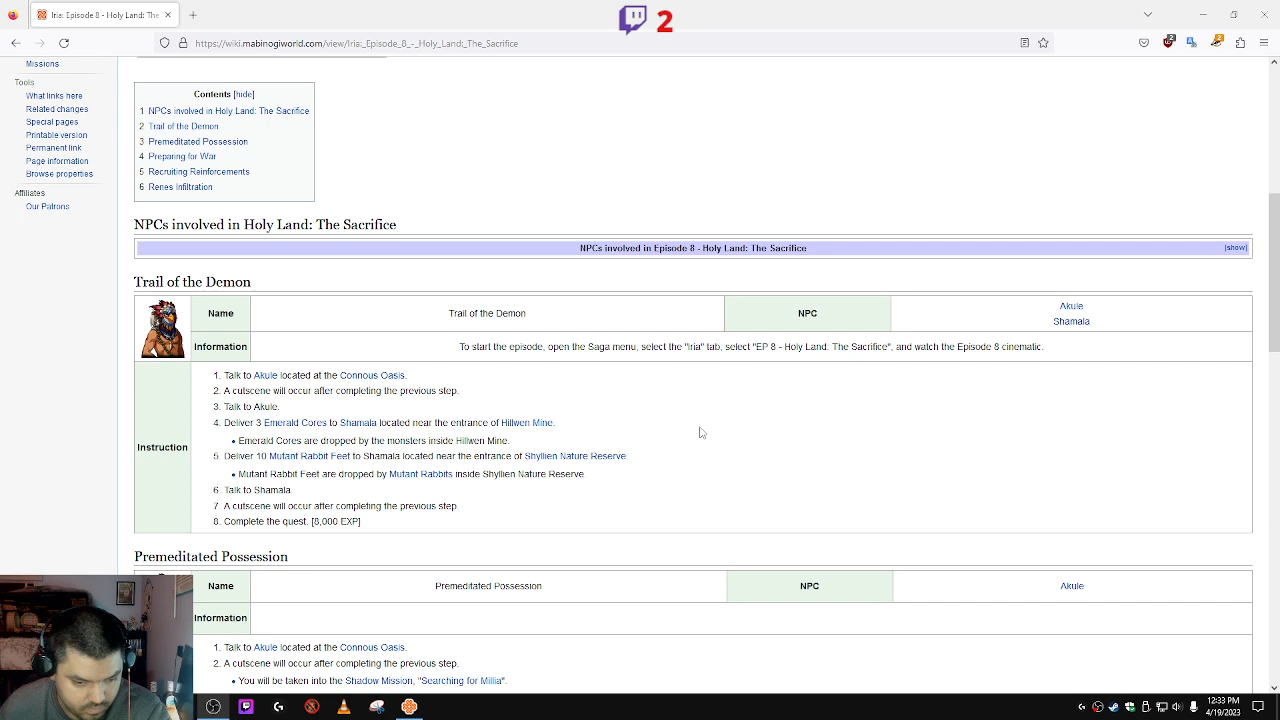 Iria: Episode 8 - Holy Land: The
2
https://wiki.mabinogiworld.com/view/Iria:_Episode_8_-_Holy_Land:_The_Sacrifice
Missions
Tools
What links here
Related changes
Special pages
Printable version
Permanent link
Page information
Browse properties
Affiliates
Our Patrons
Contents [hide]
1 NPCs involved in Holy Land: The Sacrifice
2 Trail of the Demon
3 Premeditated Possession
4 Preparing for War
5 Recruiting Reinforcements
6 Renes Infiltration
NPCs involved in Holy Land: The Sacrifice
NPCs involved in Episode 8 - Holy Land: The Sacrifice [show]
Trail of the Demon
Name Trail of the Demon NPC Akule
Shamala
Information To start the episode, open the Saga menu, select the "Iria" tab, select "EP 8 - Holy Land: The Sacrifice", and watch the Episode 8 cinematic.
Instruction
1. Talk to Akule located at the Connous Oasis.
2. A cutscene will occur after completing the previous step.
3. Talk to Akule.
4. Deliver 3 Emerald Cores to Shamala located near the entrance of Hillwen Mine.
• Emerald Cores are dropped by the monsters inside Hillwen Mine.
5. Deliver 10 Mutant Rabbit Feet to Shamala located near the entrance of Shyllien Nature Reserve.
• Mutant Rabbit Feet are dropped by Mutant Rabbits inside Shyllien Nature Reserve.
6. Talk to Shamala.
7. A cutscene will occur after completing the previous step.
8. Complete the quest. [8,000 EXP]
Premeditated Possession
Name Premeditated Possession NPC Akule
Information
1. Talk to Akule located at the Connous Oasis.
2. A cutscene will occur after completing the previous step.
• You will be taken into the Shadow Mission, "Searching for Millia".
12:33 PM
4/19/2023